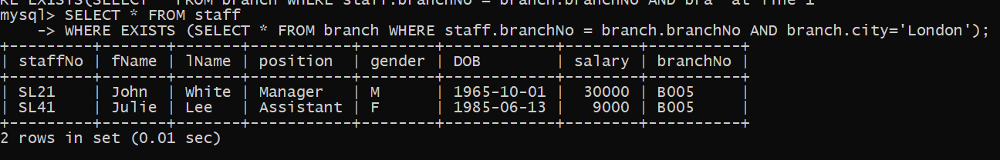 RE EXISTS(SELECT * FROM branch WHERE staff.branchNo = branch.branchNo AND bra' at line 1
mysql> SELECT * FROM staff
    -> WHERE EXISTS (SELECT * FROM branch WHERE staff.branchNo = branch.branchNo AND branch.city='London');
+---------+-------+-------+-----------+--------+------------+--------+----------+
| staffNo | fName | lName | position  | gender | DOB        | salary | branchNo |
+---------+-------+-------+-----------+--------+------------+--------+----------+
| SL21    | John  | White | Manager   | M      | 1965-10-01 |  30000 | B005     |
| SL41    | Julie | Lee   | Assistant | F      | 1985-06-13 |   9000 | B005     |
+---------+-------+-------+-----------+--------+------------+--------+----------+
2 rows in set (0.01 sec)